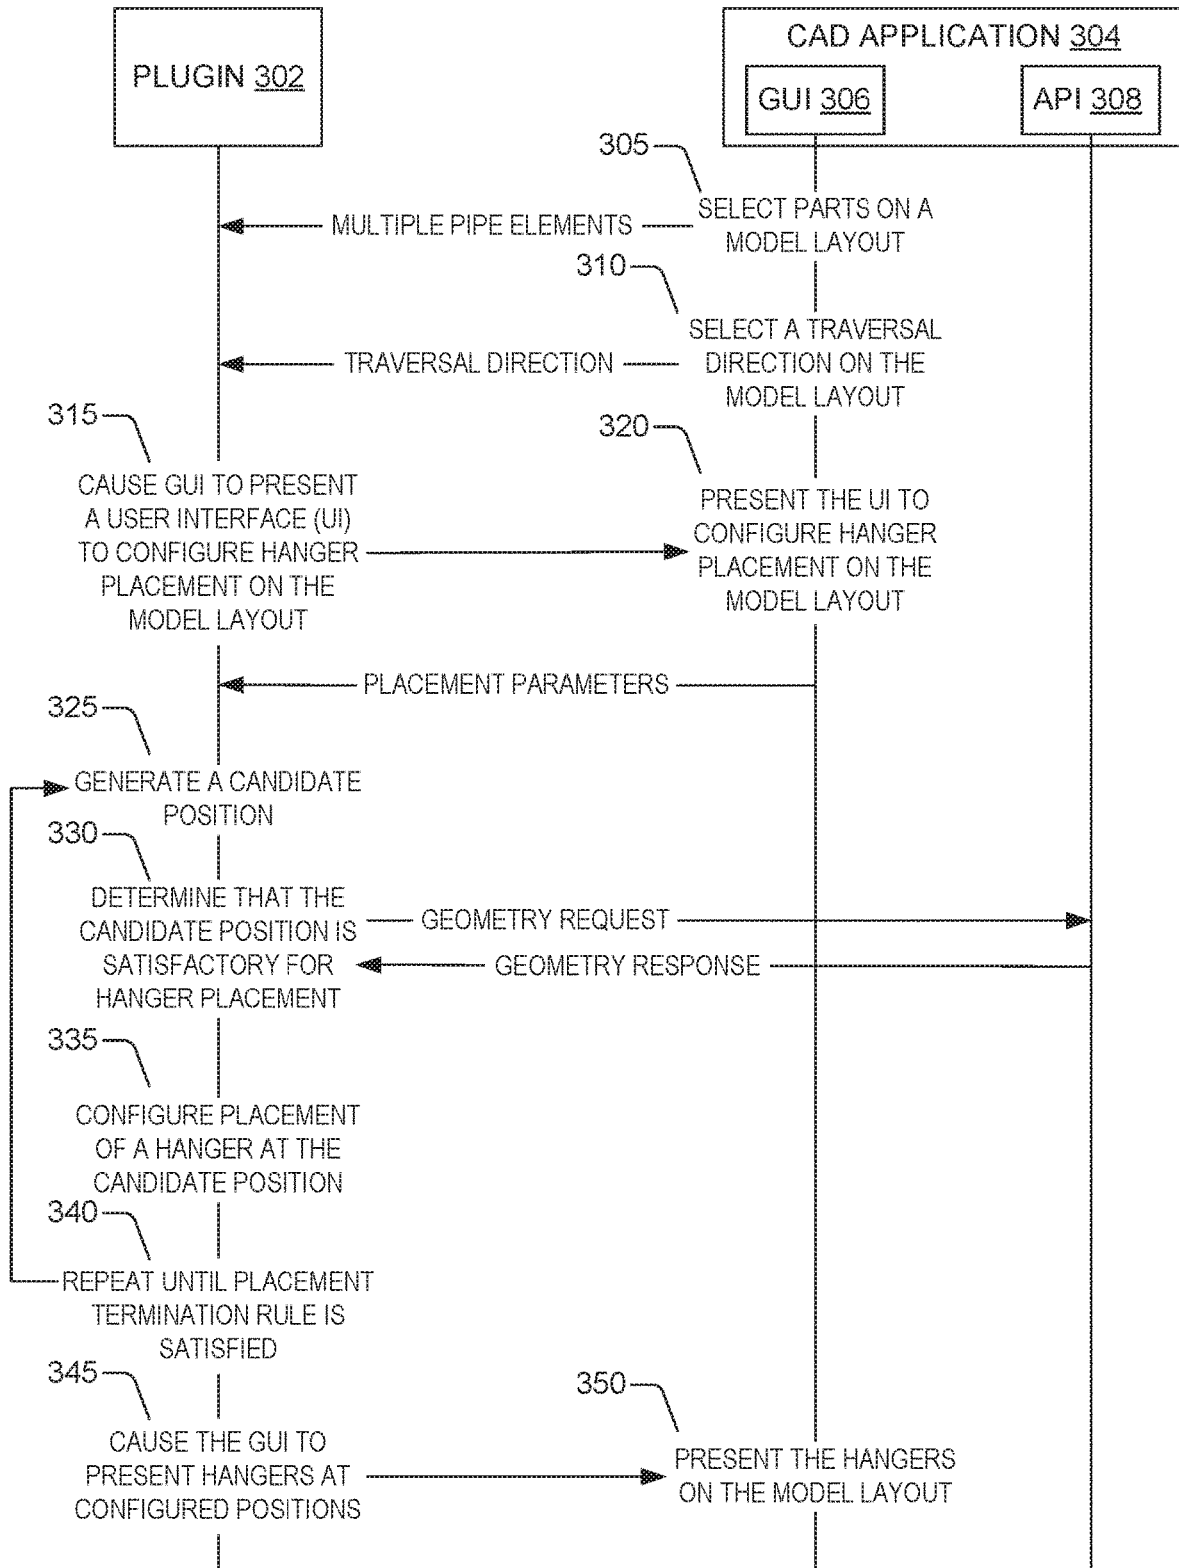 PLUGIN 302
CAD APPLICATION 304
GUI 306
API 308
305
SELECT PARTS ON A
MODEL LAYOUT
MULTIPLE PIPE ELEMENTS
310
SELECT A TRAVERSAL
DIRECTION ON THE
MODEL LAYOUT
TRAVERSAL DIRECTION
315
CAUSE GUI TO PRESENT
A USER INTERFACE (UI)
TO CONFIGURE HANGER
PLACEMENT ON THE
MODEL LAYOUT
320
PRESENT THE UI TO
CONFIGURE HANGER
PLACEMENT ON THE
MODEL LAYOUT
PLACEMENT PARAMETERS
325
GENERATE A CANDIDATE
POSITION
330
DETERMINE THAT THE
CANDIDATE POSITION IS
SATISFACTORY FOR
HANGER PLACEMENT
GEOMETRY REQUEST
GEOMETRY RESPONSE
335
CONFIGURE PLACEMENT
OF A HANGER AT THE
CANDIDATE POSITION
340
REPEAT UNTIL PLACEMENT
TERMINATION RULE IS
SATISFIED
345
CAUSE THE GUI TO
PRESENT HANGERS AT
CONFIGURED POSITIONS
350
PRESENT THE HANGERS
ON THE MODEL LAYOUT